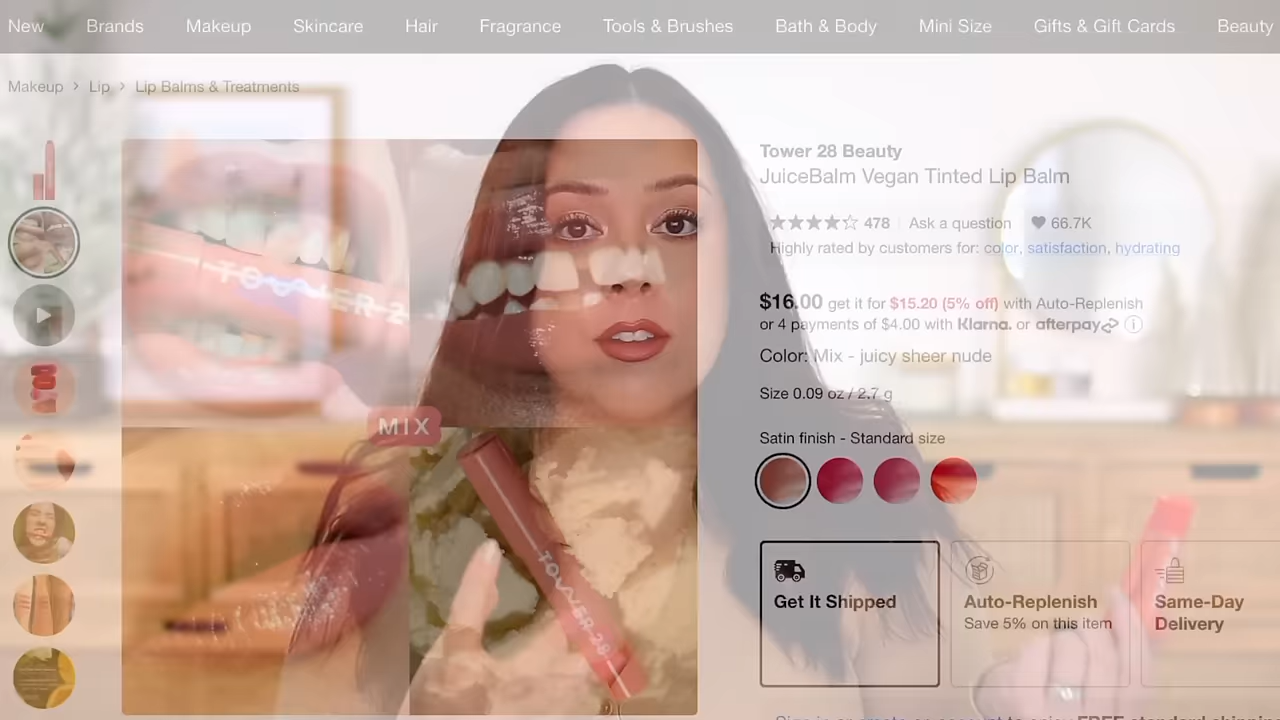 New Brands Makeup Skincare Hair Fragrance Tools & Brushes Bath & Body Mini Size Gifts & Gift Cards Beauty
Makeup > Lip > Lip Balms & Treatments
Tower 28 Beauty
JuiceBalm Vegan Tinted Lip Balm
478 Ask a question 66.7K
Highly rated by customers for: color, satisfaction, hydrating
TOWER 2
$16.00 get it for $15.20 (5% off) with Auto-Replenish
or 4 payments of $4.00 with Klarna. or afterpay
Color: Mix - juicy sheer nude
Size 0.09 oz / 2.7 g
MIX
Satin finish - Standard size
TOWER 28
Get It Shipped
Auto-Replenish
Save 5% on this item
Same-Day
Delivery